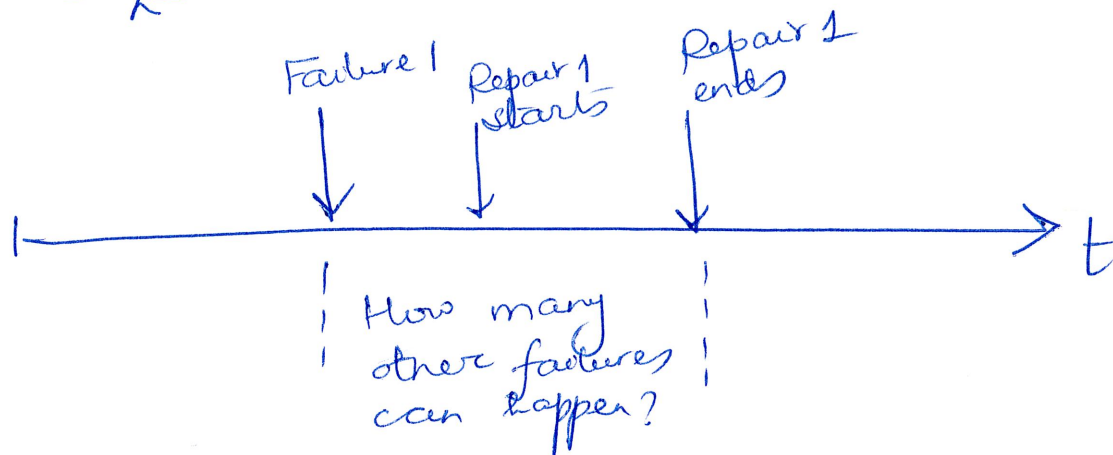 Failure 1
Repair 1
starts
Repair 1
ends
t
How many
other failures
can happen?